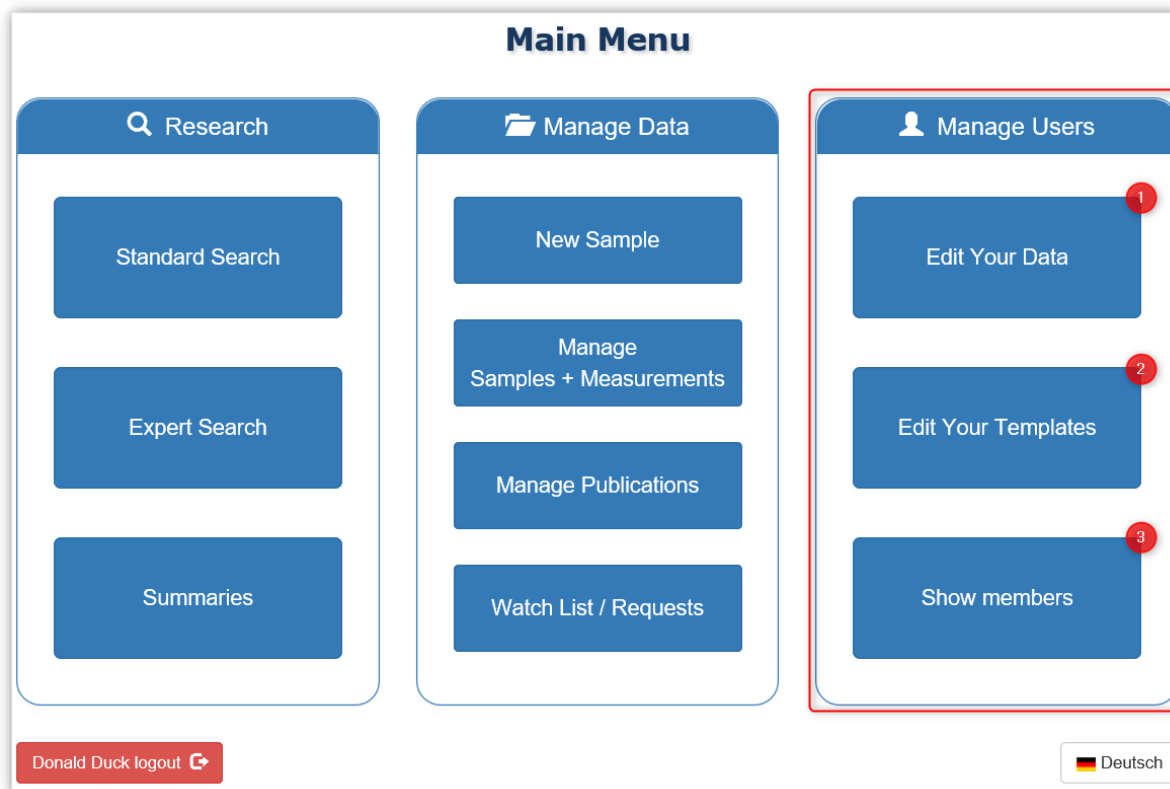 Main Menu
Research
Standard Search
Expert Search
Summaries
Manage Data
New Sample
Manage
Samples + Measurements
Manage Publications
Watch List / Requests
Manage Users
1
Edit Your Data
2
Edit Your Templates
3
Show members
Donald Duck logout
Deutsch